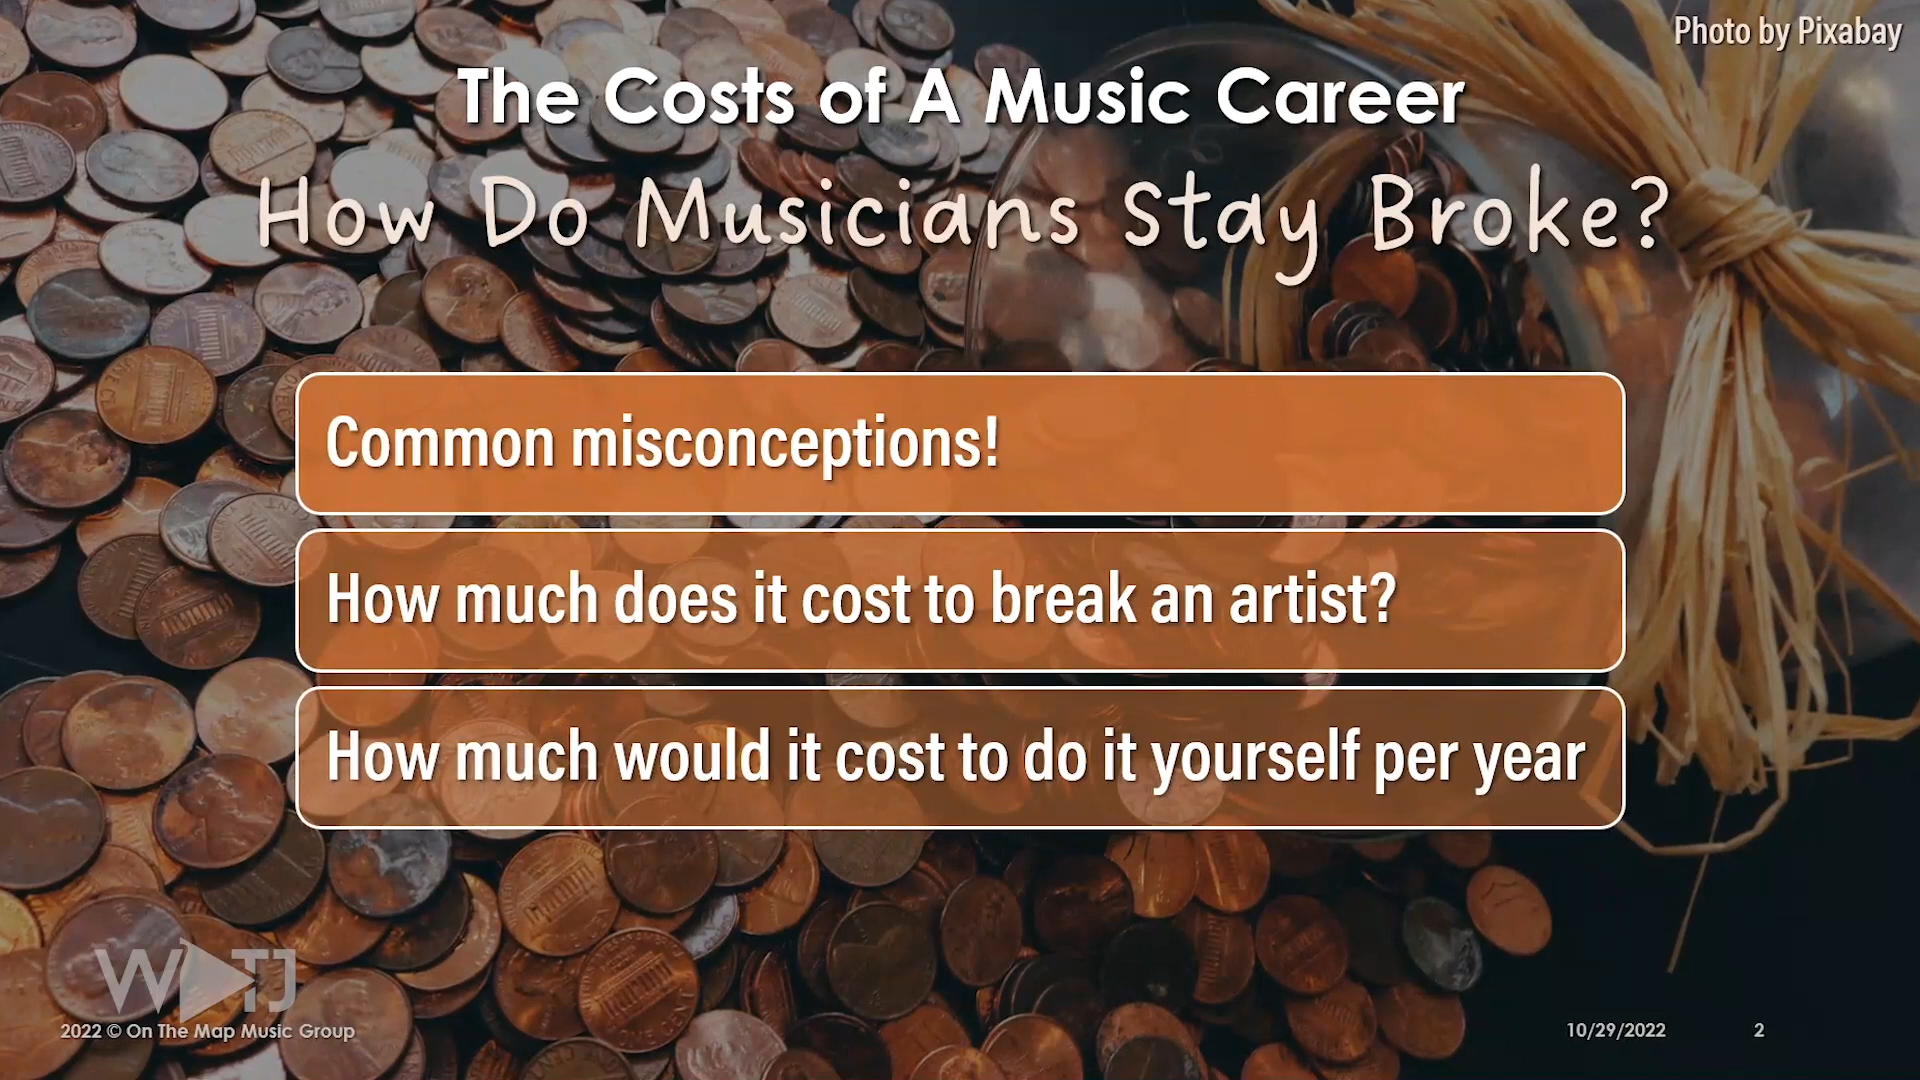 Photo by Pixabay
The Costs of A Music Career
How Do Musicians Stay Broke?
Common misconceptions!
How much does it cost to break an artist?
How much would it cost to do it yourself per year
2022 © On The Map Music Group
10/29/2022
2